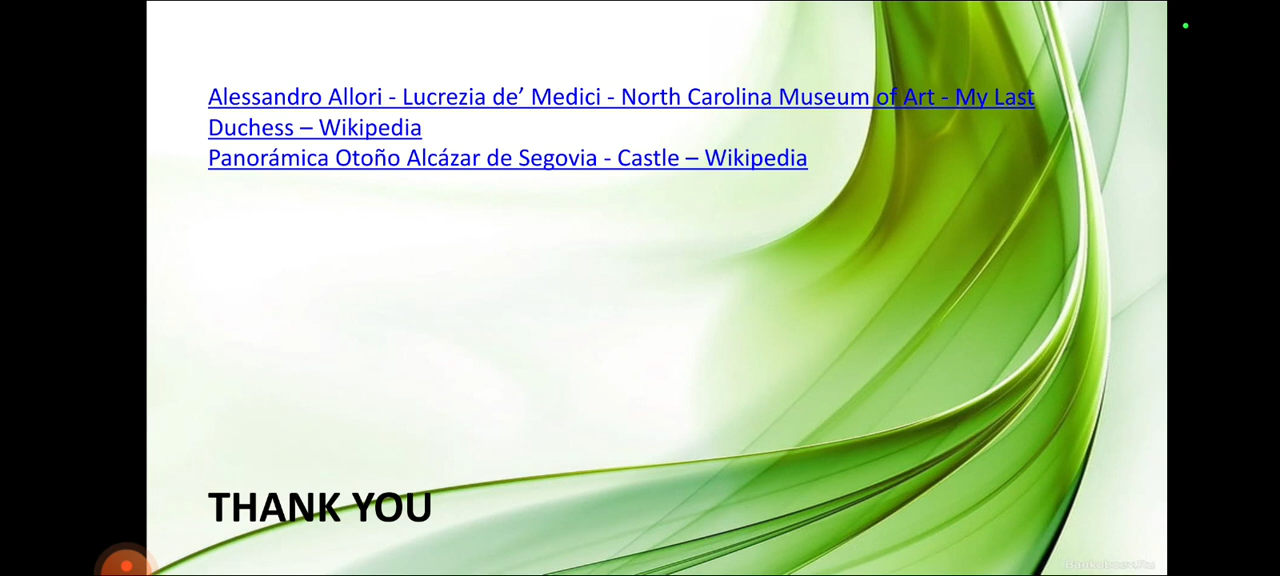 Alessandro Allori - Lucrezia de’ Medici - North Carolina Museum of Art - My Last
Duchess – Wikipedia
Panorámica Otoño Alcázar de Segovia - Castle – Wikipedia
THANK YOU